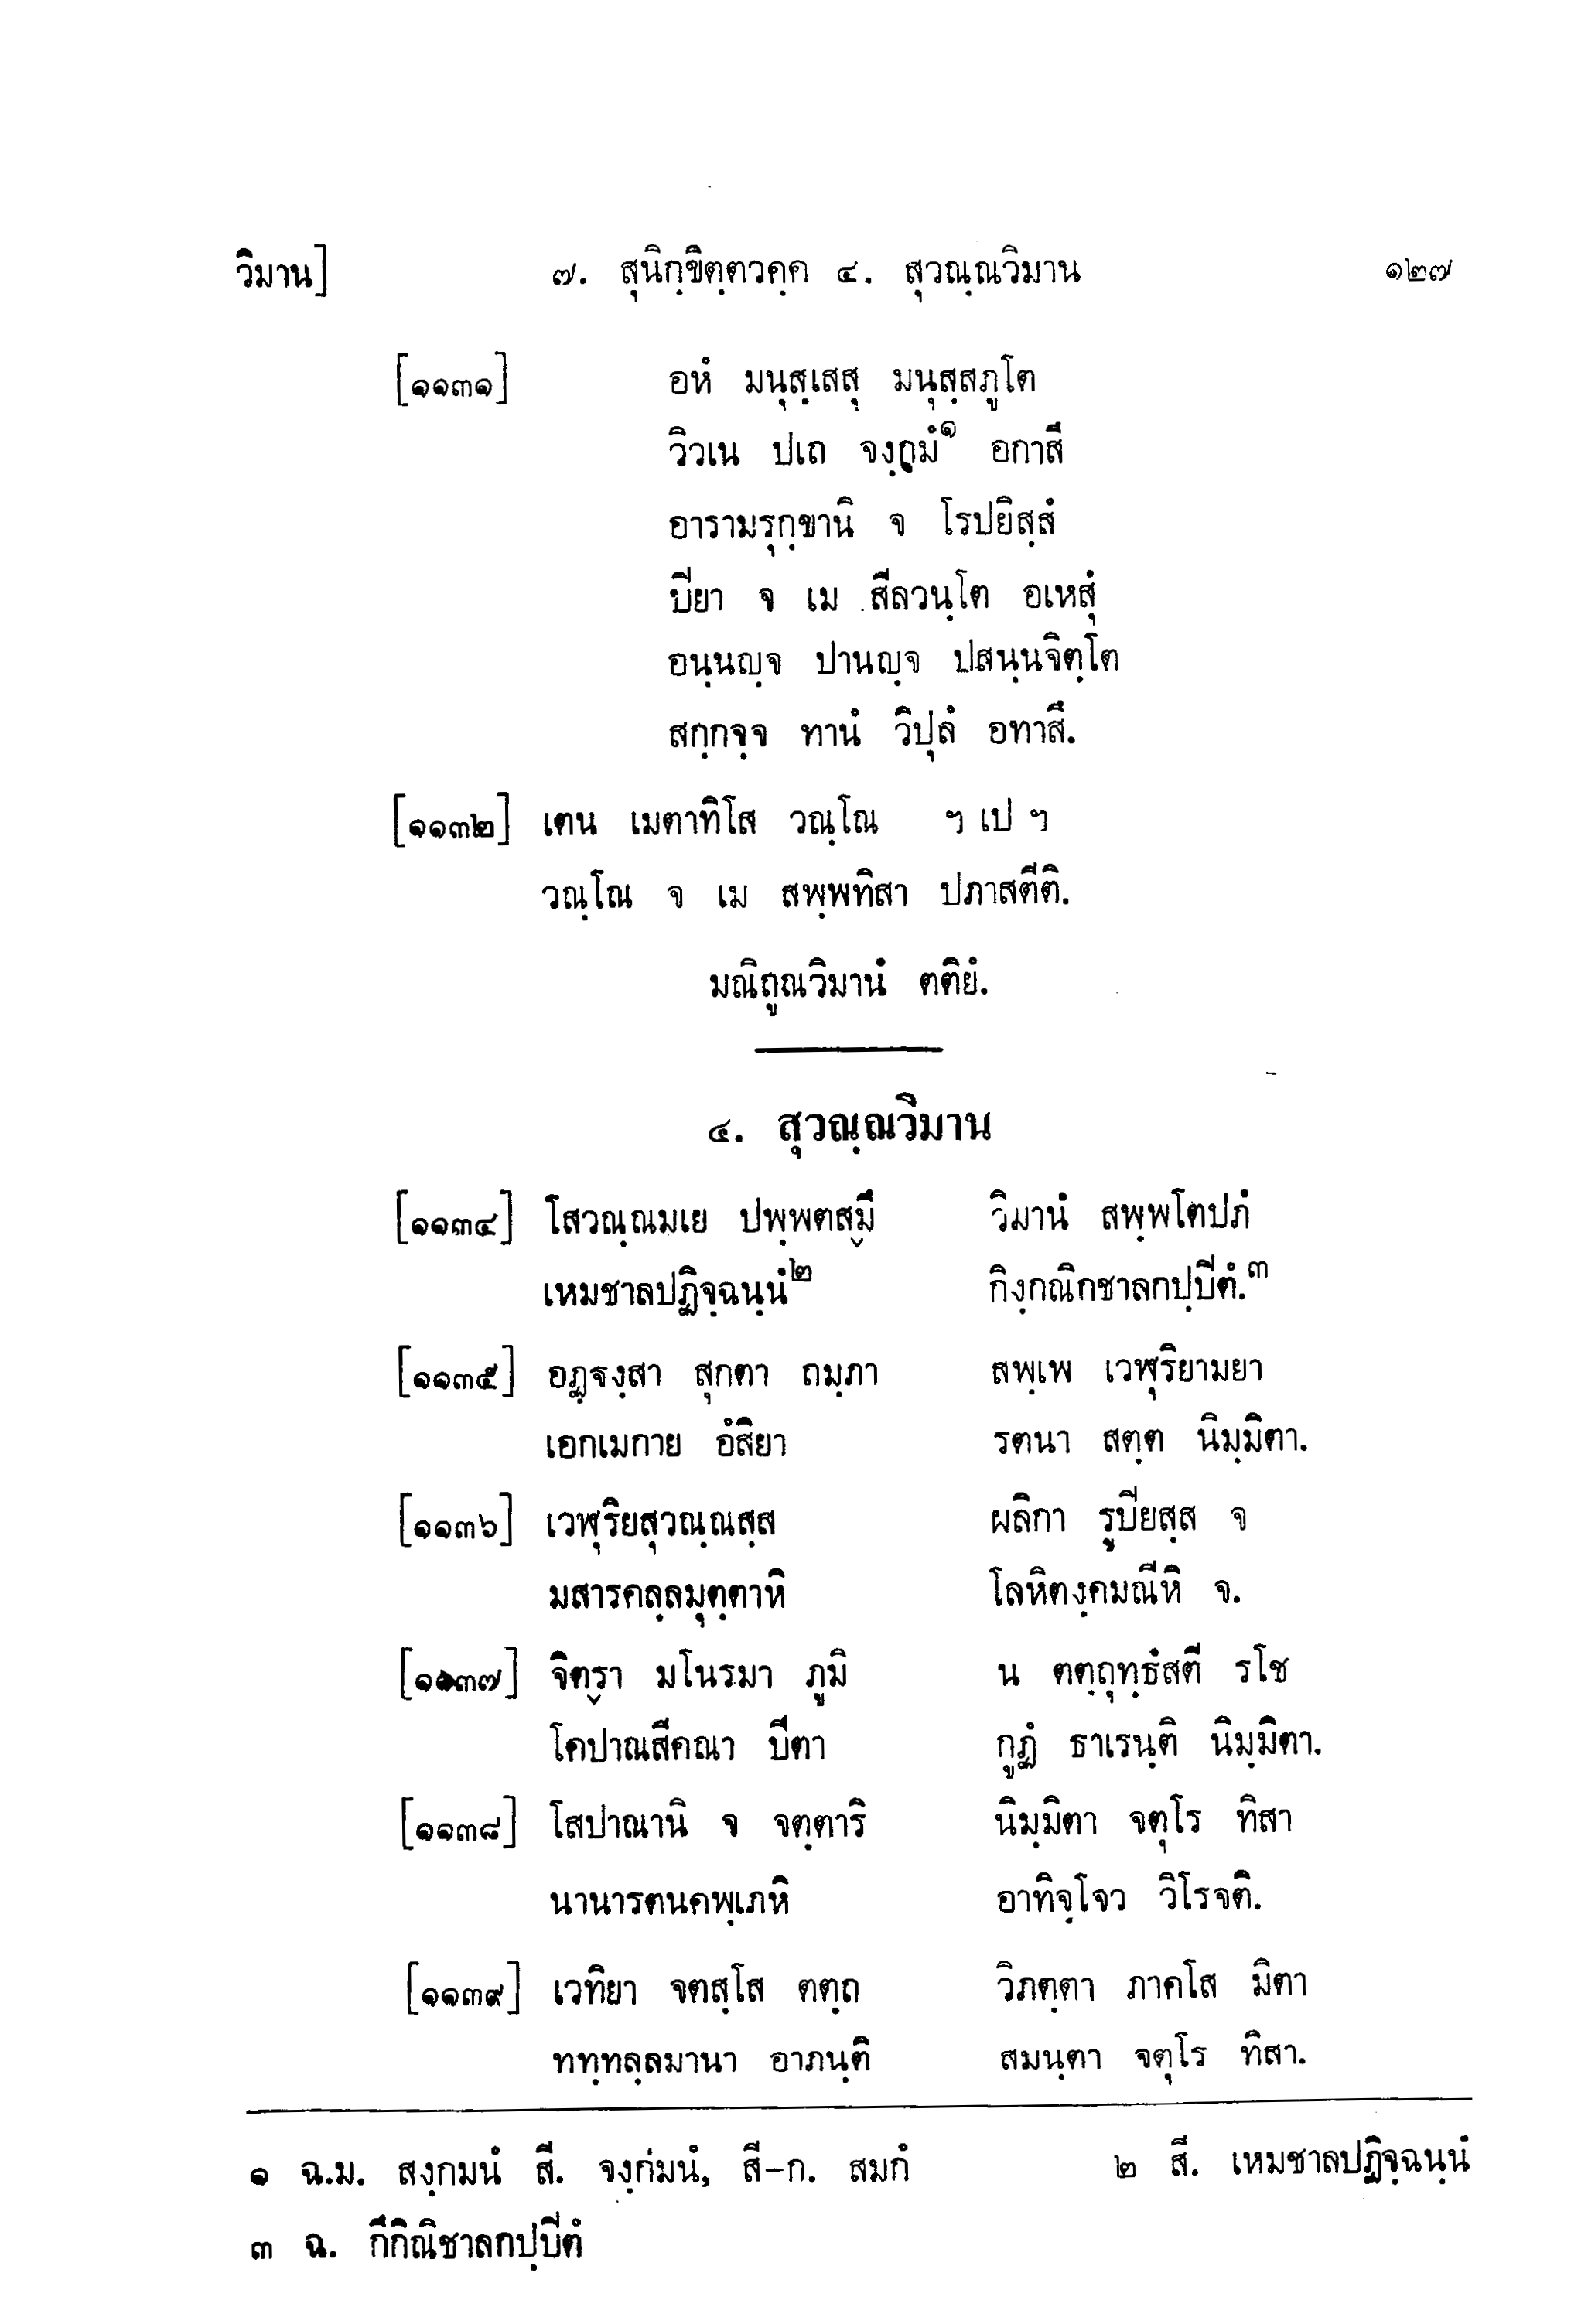 วิมาน] ๗. สุนิกฺขิตฺตวคฺค ๔. สุวณฺณวิมาน ๑๒๗
[๑๑๓๑] อหํ มนุสฺเสสุ มนุสฺสภูโต
วิวเน ปเถ จงฺกมํ๑ อกาสึ
อารามรุกฺขานิ จ โรปยิสฺสํ
ปิยา จ เม สีลวนฺโต อเหสุํ
อนฺนญฺจ ปานญฺจ ปสนฺนจิตฺโต
สกฺกจฺจ ทานํ วิปุลํ อทาสึ.
[๑๑๓๒] เตน เมตาทิโส วณฺโณ ฯ เป ฯ
วณฺโณ จ เม สพฺพทิสา ปภาสตีติ.
มณิถูณวิมานํ ตติยํ.
๔. สุวณฺณวิมาน
[๑๑๓๔] โสวณฺณมเย ปพฺพตสฺมึ วิมานํ สพฺพโตปภํ
เหมชาลปฏิจฺฉนฺนํ๒ กิงฺกณิกชาลกปฺปิตํ.๓
[๑๑๓๕] อฏฺฐงฺสา สุกตา ถมฺภา สพฺเพ เวฬุริยามยา
เอกเมกาย อํสิยา รตนา สตฺต นิมฺมิตา.
[๑๑๓๖] เวฬุริยสุวณฺณสฺส ผลิกา รูปิยสฺส จ
มสารคลฺลมุตฺตาหิ โลหิตงฺคมณีหิ จ.
[๑๑๓๗] จิตฺรา มโนรมา ภูมิ น ตตฺถุทฺธํสตี รโช
โคปาณสีคณา ปีตา กูฏํ ธาเรนฺติ นิมฺมิตา.
[๑๑๓๘] โสปาณานิ จ จตฺตาริ นิมฺมิตา จตุโร ทิสา
นานารตนคพฺเภหิ อาทิจฺโจว วิโรจติ.
[๑๑๓๙] เวทิยา จตสฺโส ตตฺถ วิภตฺตา ภาคโส มิตา
ททฺทลฺลมานา อาภนฺติ สมนฺตา จตุโร ทิสา.
๑ ฉ.ม. สงฺกมนํ สี. จงฺกมนํ, สี-ก. สมกํ ๒ สี. เหมชาลปฏิจฺฉนฺนํ
๓ ฉ. กึกิณิชาลกปฺปิตํ